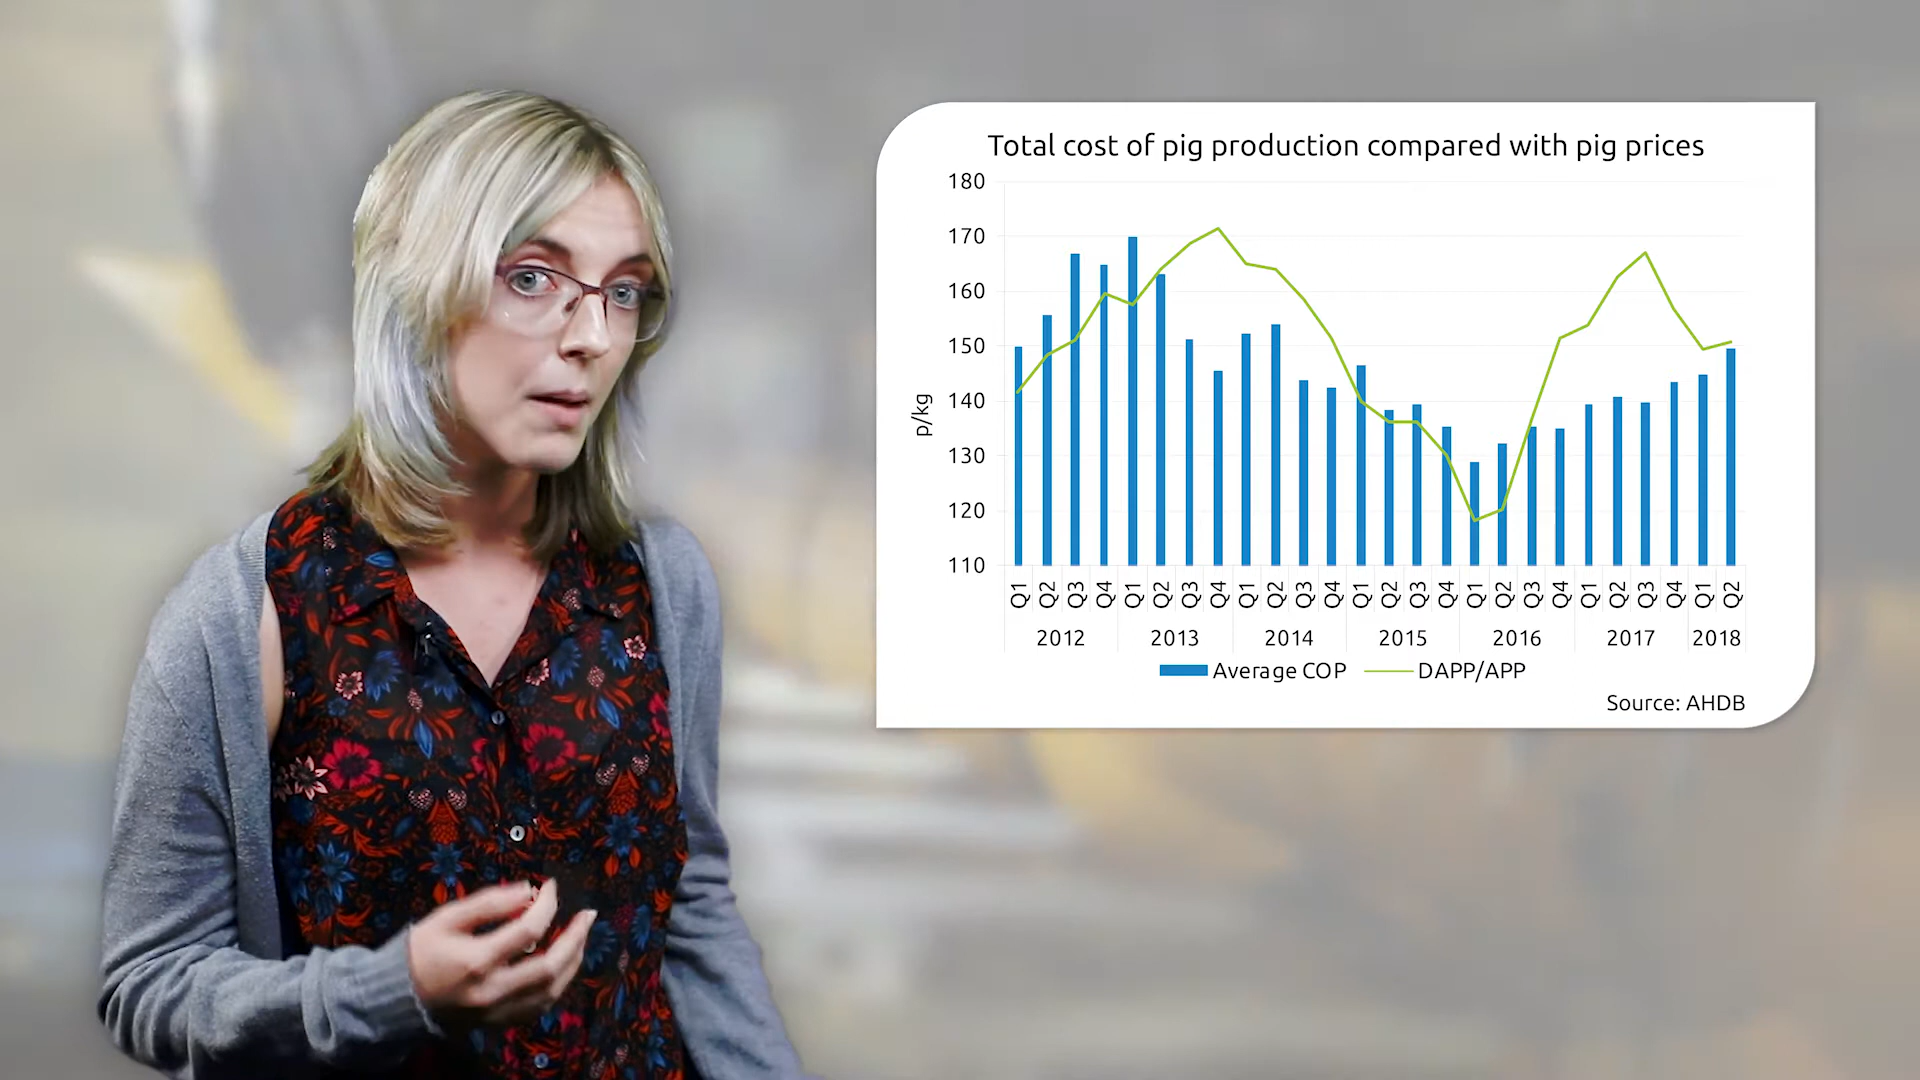 Total cost of pig production compared with pig prices
180
170
160
150
140
130
120
110
p/kg
Q1 Q2 Q3 Q4 Q1 Q2 Q3 Q4 Q1 Q2 Q3 Q4 Q1 Q2 Q3 Q4 Q1 Q2 Q3 Q4 Q1 Q2 Q3 Q4 Q1 Q2
2012 2013 2014 2015 2016 2017 2018
Average COP DAPP/APP
Source: AHDB